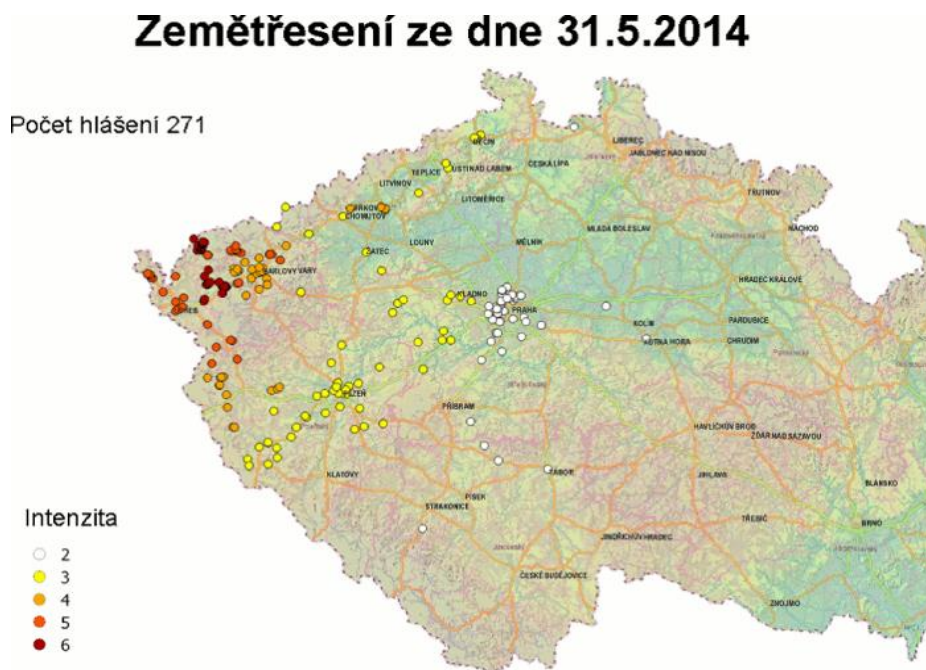 Zemětřesení ze dne 31.5.2014
Počet hlášení 271
DĚČÍN
LIBEREC
JABLONEC NAD NISOU
ČESKÁ LÍPA
TEPLICE
ÚSTÍ NAD LABEM
LITVÍNOV
LITOMĚŘICE
TRUTNOV
CHOMUTOV
NÁCHOD
MLADÁ BOLESLAV
LOUNY
MĚLNÍK
ŽATEC
KARLOVY VARY
HRADEC KRÁLOVÉ
KLADNO
PRAHA
CHEB
KOLÍN
PARDUBICE
KUTNÁ HORA
CHRUDIM
PLZEŇ
PŘÍBRAM
HAVLÍČKŮV BROD
ŽĎÁR NAD SÁZAVOU
KLATOVY
TÁBOR
JIHLAVA
BLANSKO
PÍSEK
STRAKONICE
TŘEBÍČ
BRNO
JINDŘICHŮV HRADEC
ČESKÉ BUDĚJOVICE
ZNOJMO
Intenzita
2
3
4
5
6